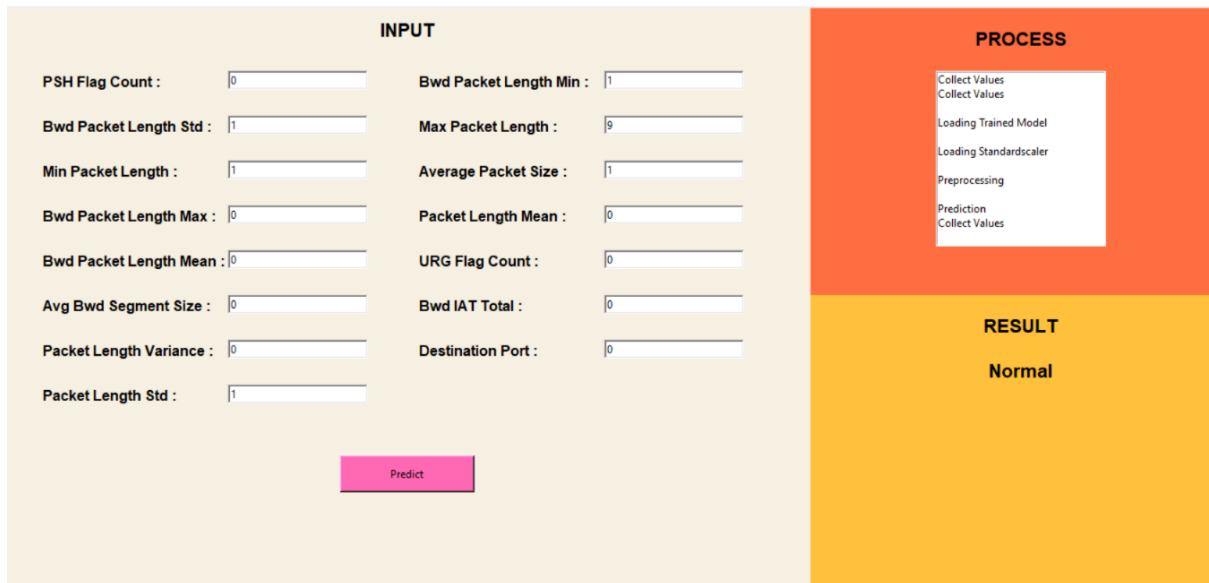 INPUT
PSH Flag Count : 0
Bwd Packet Length Min : 1
Bwd Packet Length Std : 1
Max Packet Length : 9
Min Packet Length : 1
Average Packet Size : 1
Bwd Packet Length Max : 0
Packet Length Mean : 0
Bwd Packet Length Mean : 0
URG Flag Count : 0
Avg Bwd Segment Size : 0
Bwd IAT Total : 0
Packet Length Variance : 0
Destination Port : 0
Packet Length Std : 1
Predict
PROCESS
Collect Values
Collect Values
Loading Trained Model
Loading Standardscaler
Preprocessing
Prediction
Collect Values
RESULT
Normal